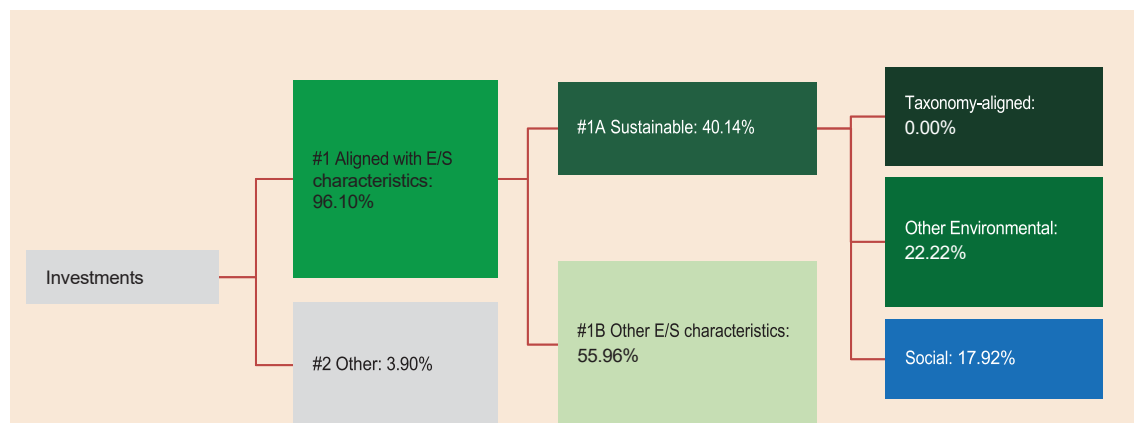 Investments
#1 Aligned with E/S
characteristics:
96.10%
#2 Other: 3.90%
#1A Sustainable: 40.14%
#1B Other E/S characteristics:
55.96%
Taxonomy-aligned:
0.00%
Other Environmental:
22.22%
Social: 17.92%